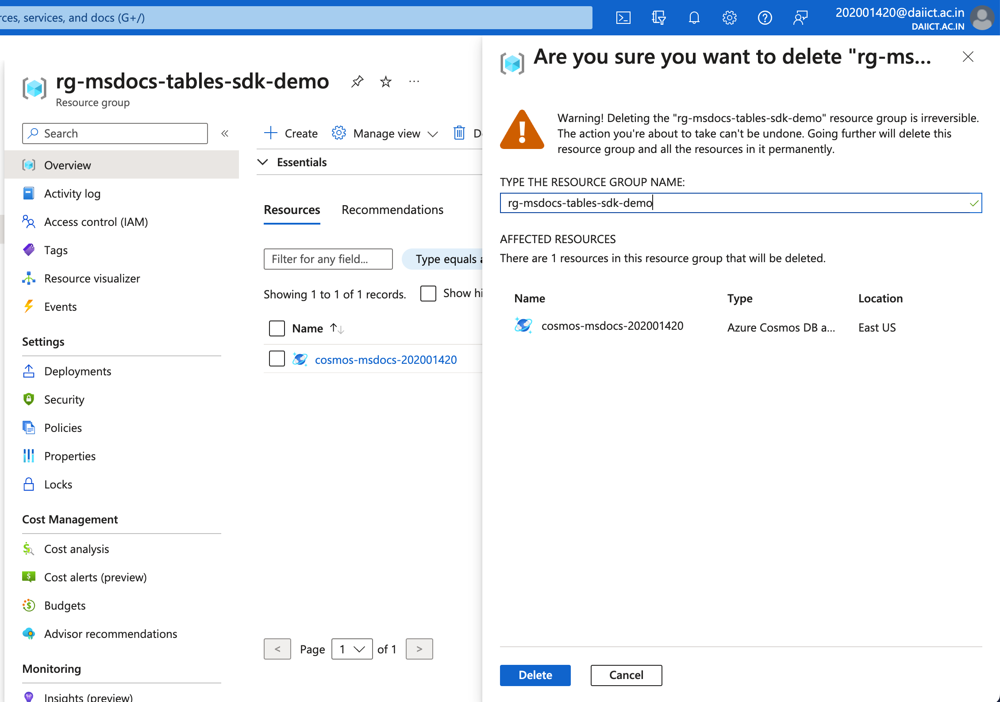 rces, services, and docs (G+/)
202001420@daiict.ac.in
DAIICT.AC.IN
rg-msdocs-tables-sdk-demo
Resource group
Search
Overview
Activity log
Access control (IAM)
Tags
Resource visualizer
Events
Settings
Deployments
Security
Policies
Properties
Locks
Cost Management
Cost analysis
Cost alerts (preview)
Budgets
Advisor recommendations
Monitoring
Insights (preview)
Create
Manage view
D
Essentials
Resources Recommendations
Filter for any field...
Type equals a
Showing 1 to 1 of 1 records.
Show hi
Name
cosmos-msdocs-202001420
< Page 1 of 1 >
Are you sure you want to delete "rg-ms...
Warning! Deleting the "rg-msdocs-tables-sdk-demo" resource group is irreversible.
The action you're about to take can't be undone. Going further will delete this
resource group and all the resources in it permanently.
TYPE THE RESOURCE GROUP NAME:
rg-msdocs-tables-sdk-demo
AFFECTED RESOURCES
There are 1 resources in this resource group that will be deleted.
Name Type Location
cosmos-msdocs-202001420 Azure Cosmos DB a... East US
Delete Cancel